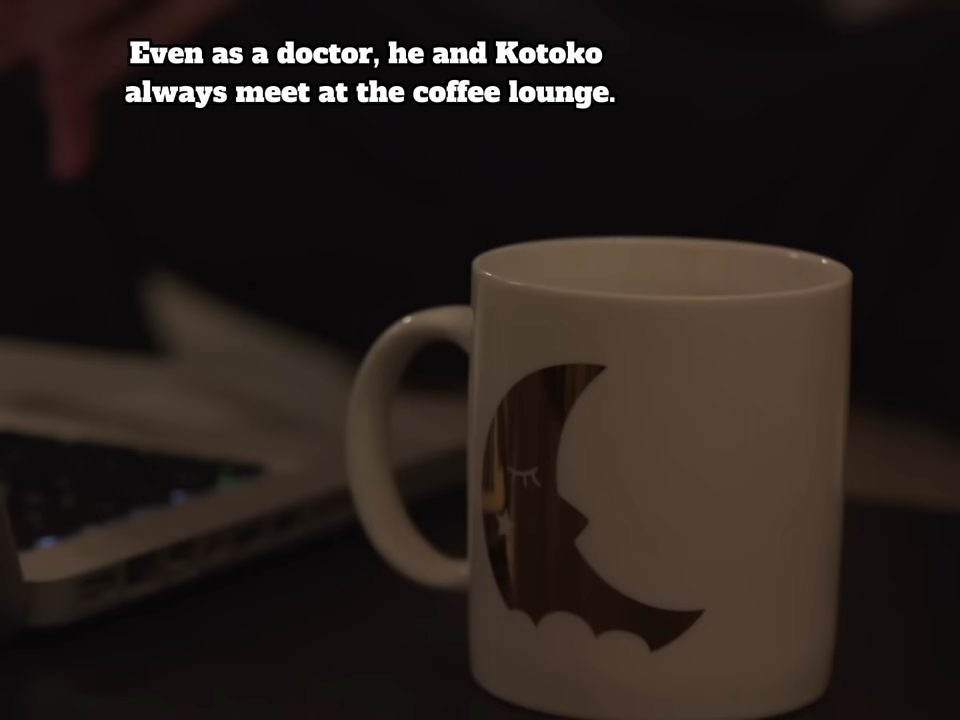 Even as a doctor, he and Kotoko
always meet at the coffee lounge.